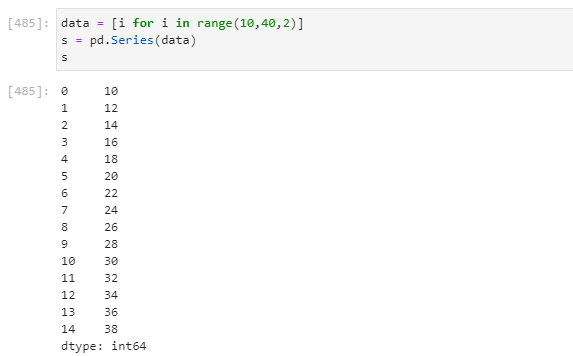 [485]: data = [i for i in range(10,40,2)]
s = pd.Series(data)
s
[485]: 0     10
1     12
2     14
3     16
4     18
5     20
6     22
7     24
8     26
9     28
10    30
11    32
12    34
13    36
14    38
dtype: int64